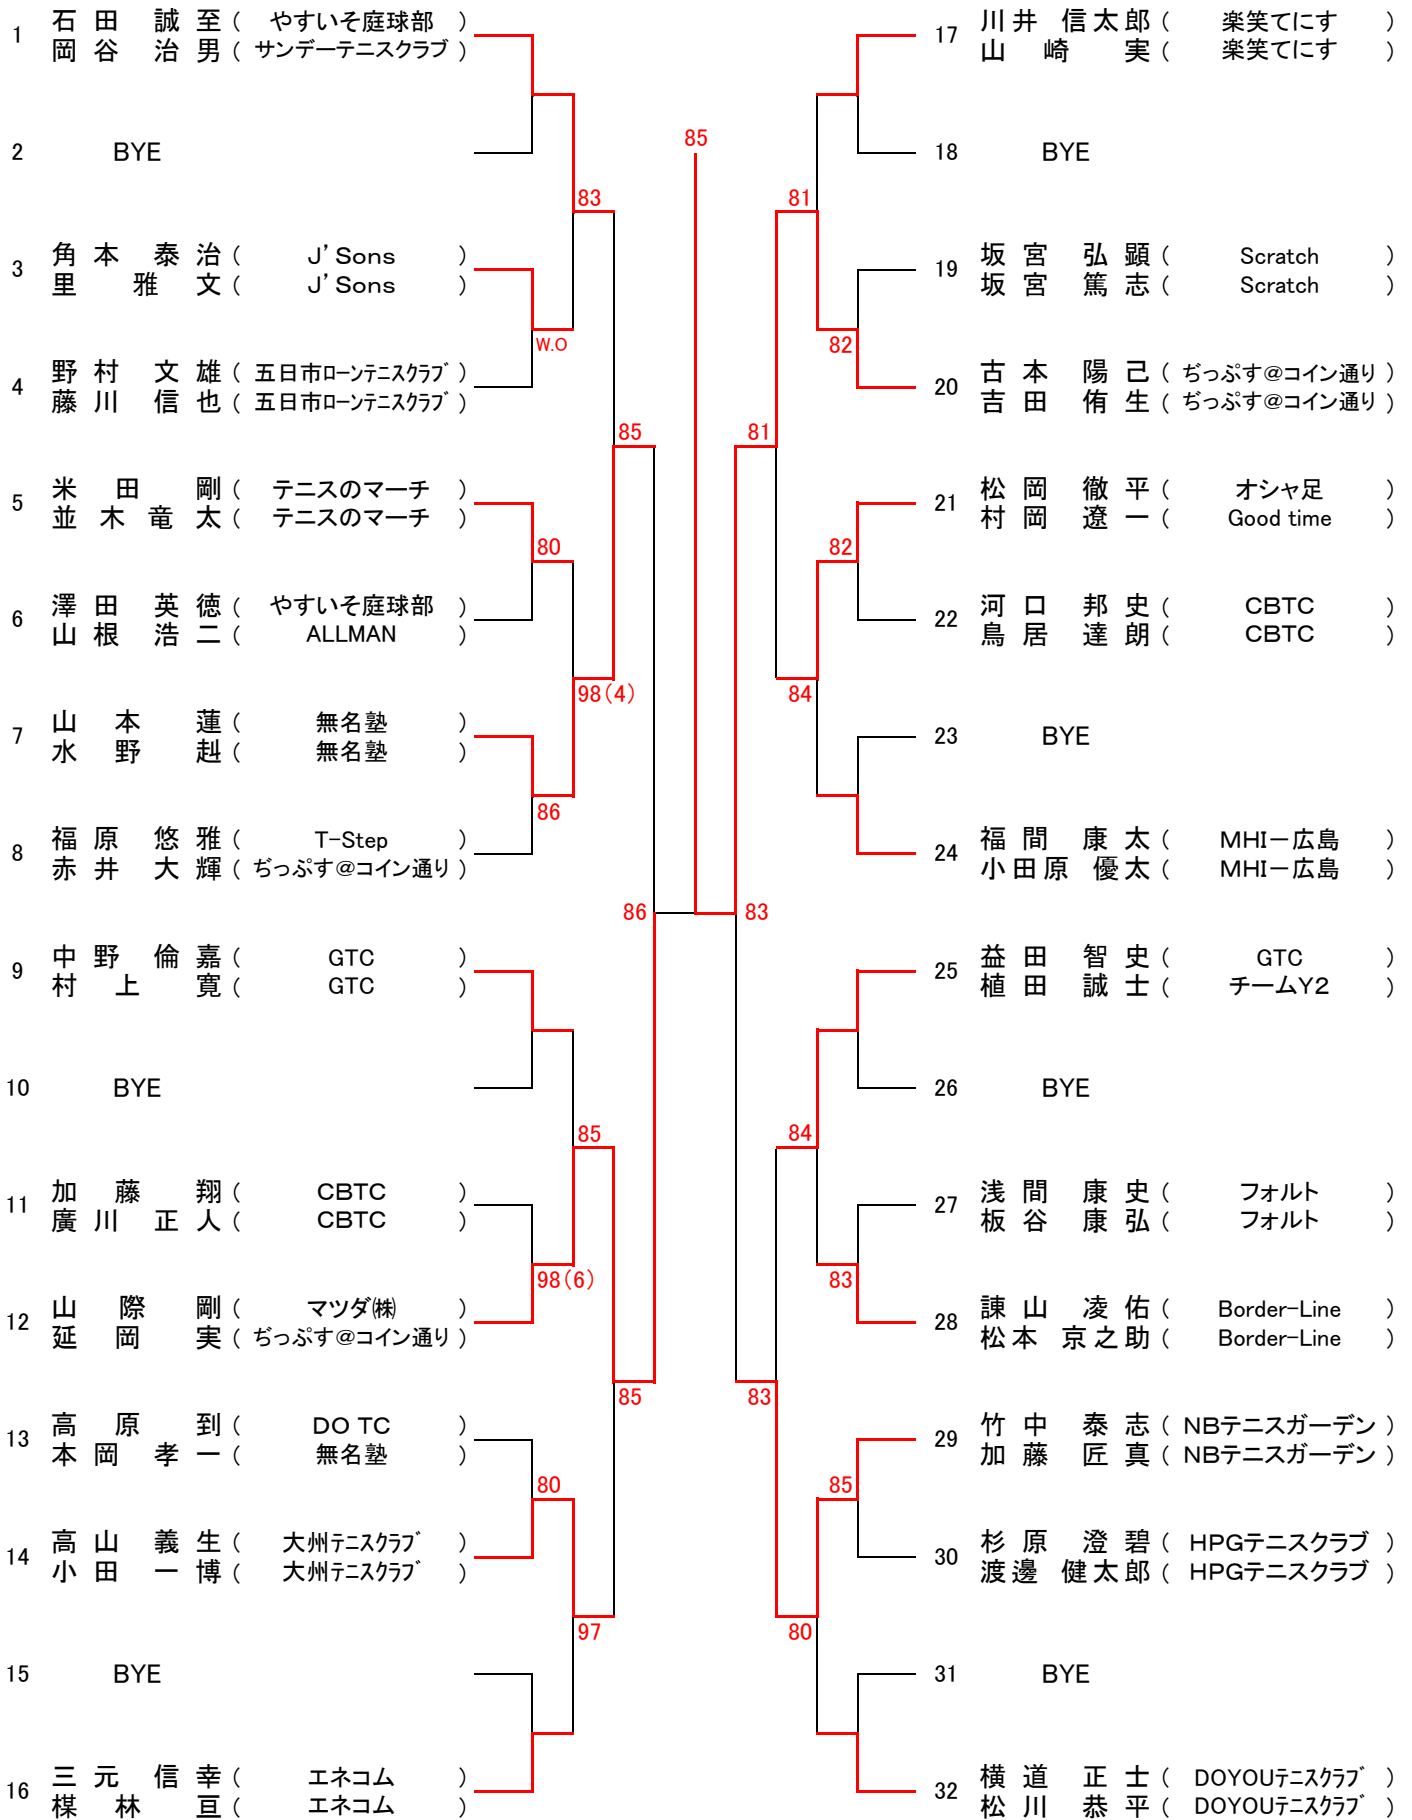 1 石田 誠至 ( やすいそ庭球部 )
岡谷 治男 ( サンデーテニスクラブ )
2 BYE
83
3 角本 泰治 ( J'Sons )
里 雅文 ( J'Sons )
W.O
4 野村 文雄 ( 五日市ローンテニスクラブ )
藤川 信也 ( 五日市ローンテニスクラブ )
85
5 米田 剛 ( テニスのマーチ )
並木 竜太 ( テニスのマーチ )
80
6 澤田 英徳 ( やすいそ庭球部 )
山根 浩二 ( ALLMAN )
98(4)
7 山本 蓮 ( 無名塾 )
水野 赳 ( 無名塾 )
86
8 福原 悠雅 ( T-Step )
赤井 大輝 ( ぢっぷす@コイン通り )
86
9 中野 倫嘉 ( GTC )
村上 寛 ( GTC )
10 BYE
85
11 加藤 翔 ( CBTC )
廣川 正人 ( CBTC )
98(6)
12 山際 剛 ( マツダ㈱ )
延岡 実 ( ぢっぷす@コイン通り )
85
13 高原 到 ( DO TC )
本岡 孝一 ( 無名塾 )
80
14 高山 義生 ( 大州テニスクラブ )
小田 一博 ( 大州テニスクラブ )
97
15 BYE
16 三元 信幸 ( エネコム )
楳林 亘 ( エネコム )
85
17 川井 信太郎 ( 楽笑てにす )
山崎 実 ( 楽笑てにす )
18 BYE
81
19 坂宮 弘顕 ( Scratch )
坂宮 篤志 ( Scratch )
82
20 古本 陽己 ( ぢっぷす@コイン通り )
吉田 侑生 ( ぢっぷす@コイン通り )
81
21 松岡 徹平 ( オシャ足 )
村岡 遼一 ( Good time )
82
22 河口 邦史 ( CBTC )
鳥居 達朗 ( CBTC )
84
23 BYE
24 福間 康太 ( MHIー広島 )
小田原 優太 ( MHIー広島 )
83
25 益田 智史 ( GTC )
植田 誠士 ( チームY2 )
26 BYE
84
27 浅間 康史 ( フォルト )
板谷 康弘 ( フォルト )
83
28 諌山 凌佑 ( Border-Line )
松本 京之助 ( Border-Line )
83
29 竹中 泰志 ( NBテニスガーデン )
加藤 匠真 ( NBテニスガーデン )
85
30 杉原 澄碧 ( HPGテニスクラブ )
渡邊 健太郎 ( HPGテニスクラブ )
80
31 BYE
32 横道 正士 ( DOYOUテニスクラブ )
松川 恭平 ( DOYOUテニスクラブ )